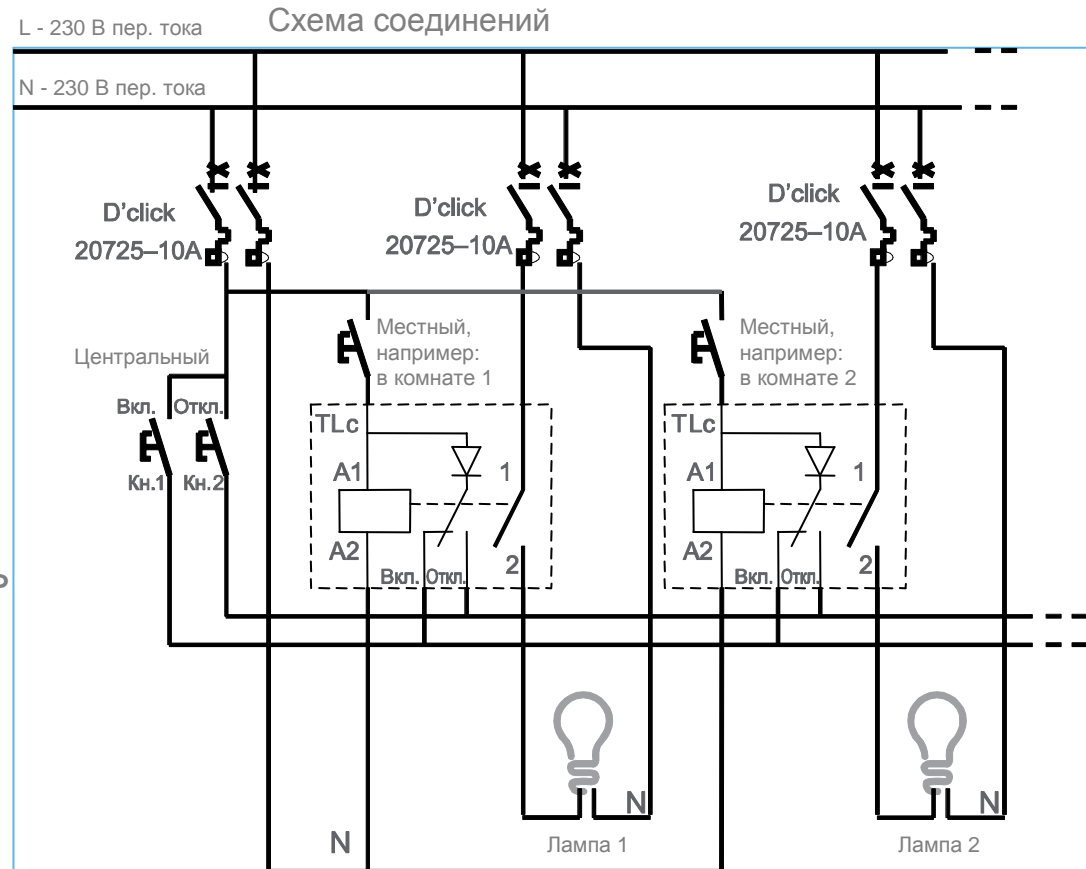 Схема соединений
L - 230 В пер. тока
N - 230 В пер. тока
D'click
20725–10A
D'click
20725–10A
D'click
20725–10A
Центральный
Вкл.
Откл.
Кн.1
Кн.2
Местный,
например:
в комнате 1
Местный,
например:
в комнате 2
TLc
A1
A2
1
2
Вкл.
Откл.
TLc
A1
A2
1
2
Вкл.
Откл.
N
N
N
Лампа 1
Лампа 2